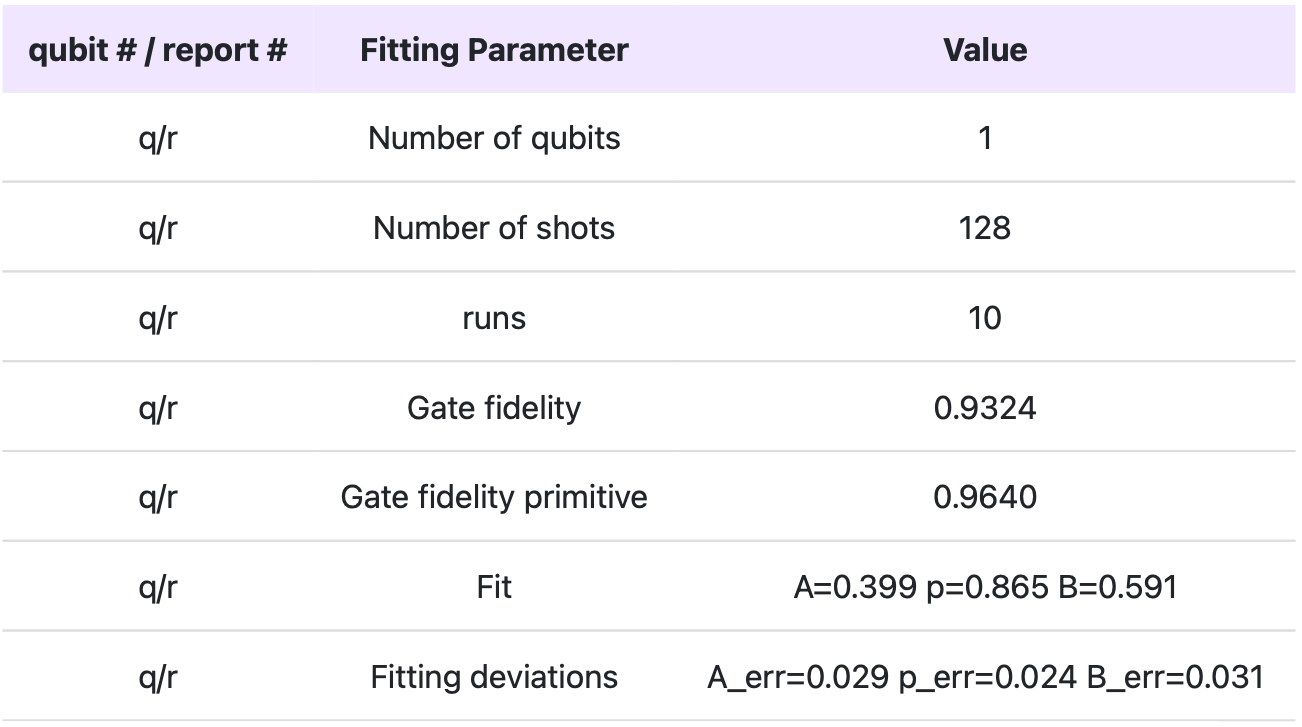 qubit # / report # Fitting Parameter Value
q/r Number of qubits 1
q/r Number of shots 128
q/r runs 10
q/r Gate fidelity 0.9324
q/r Gate fidelity primitive 0.9640
q/r Fit A=0.399 p=0.865 B=0.591
q/r Fitting deviations A_err=0.029 p_err=0.024 B_err=0.031